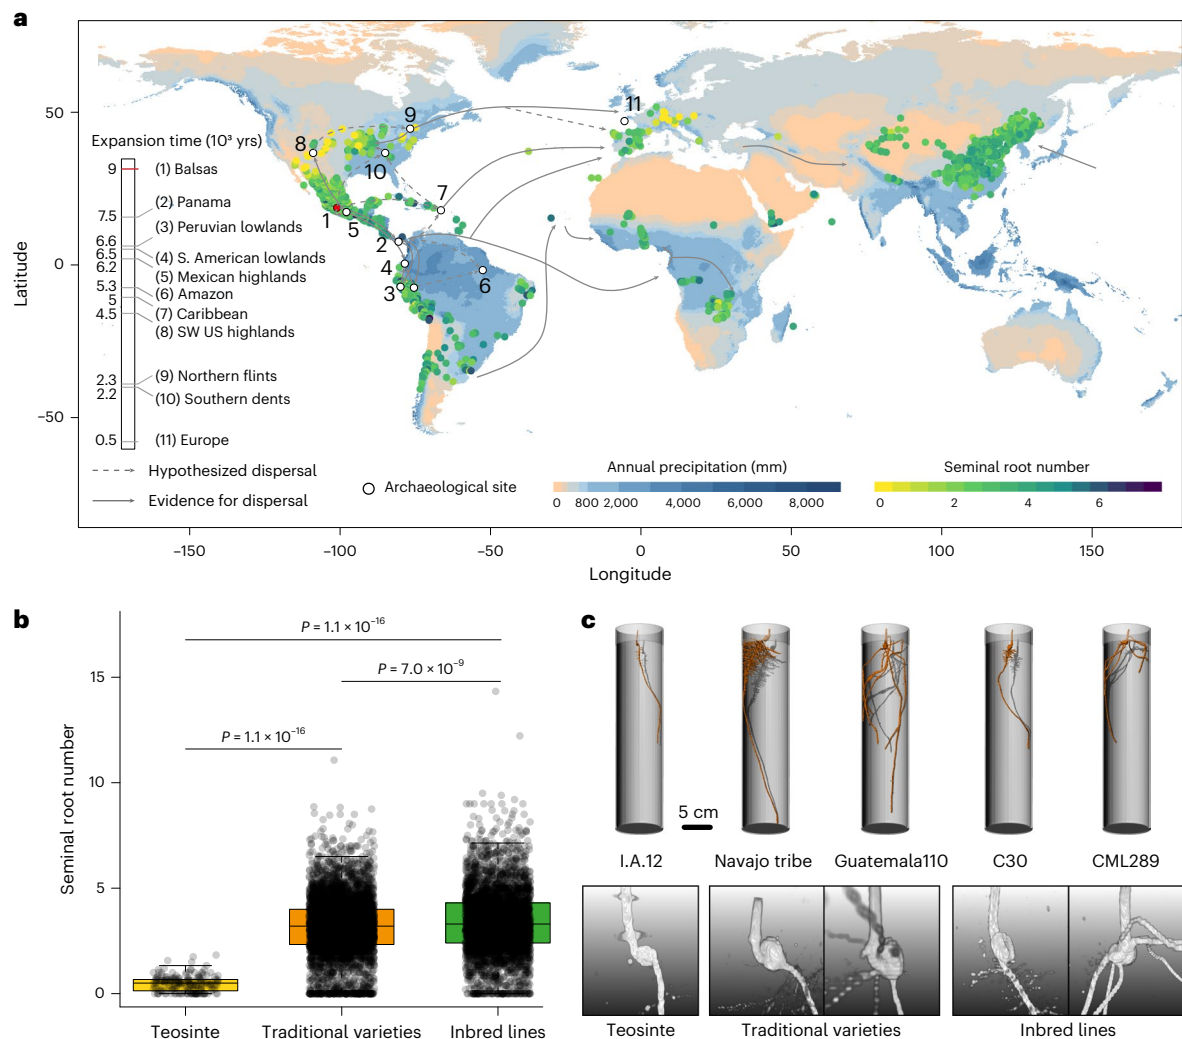 a
50
0
−50
Latitude
Expansion time (10³ yrs)
9
(1) Balsas
7.5
(2) Panama
6.6
(3) Peruvian lowlands
6.5
(4) S. American lowlands
6.2
(5) Mexican highlands
5.3
(6) Amazon
5
(7) Caribbean
4.5
(8) SW US highlands
2.3
(9) Northern flints
2.2
(10) Southern dents
0.5
(11) Europe
Hypothesized dispersal
Evidence for dispersal
Archaeological site
8
9
10
11
7
1
5
2
4
3
6
Annual precipitation (mm)
0 800 2,000 4,000 6,000 8,000
Seminal root number
0 2 4 6
−150 −100 −50 0 50 100 150
Longitude
b
P = 1.1 × 10⁻¹⁶
P = 7.0 × 10⁻⁹
P = 1.1 × 10⁻¹⁶
15
10
5
0
Seminal root number
Teosinte Traditional varieties Inbred lines
c
5 cm
I.A.12 Navajo tribe Guatemala110 C30 CML289
Teosinte Traditional varieties Inbred lines